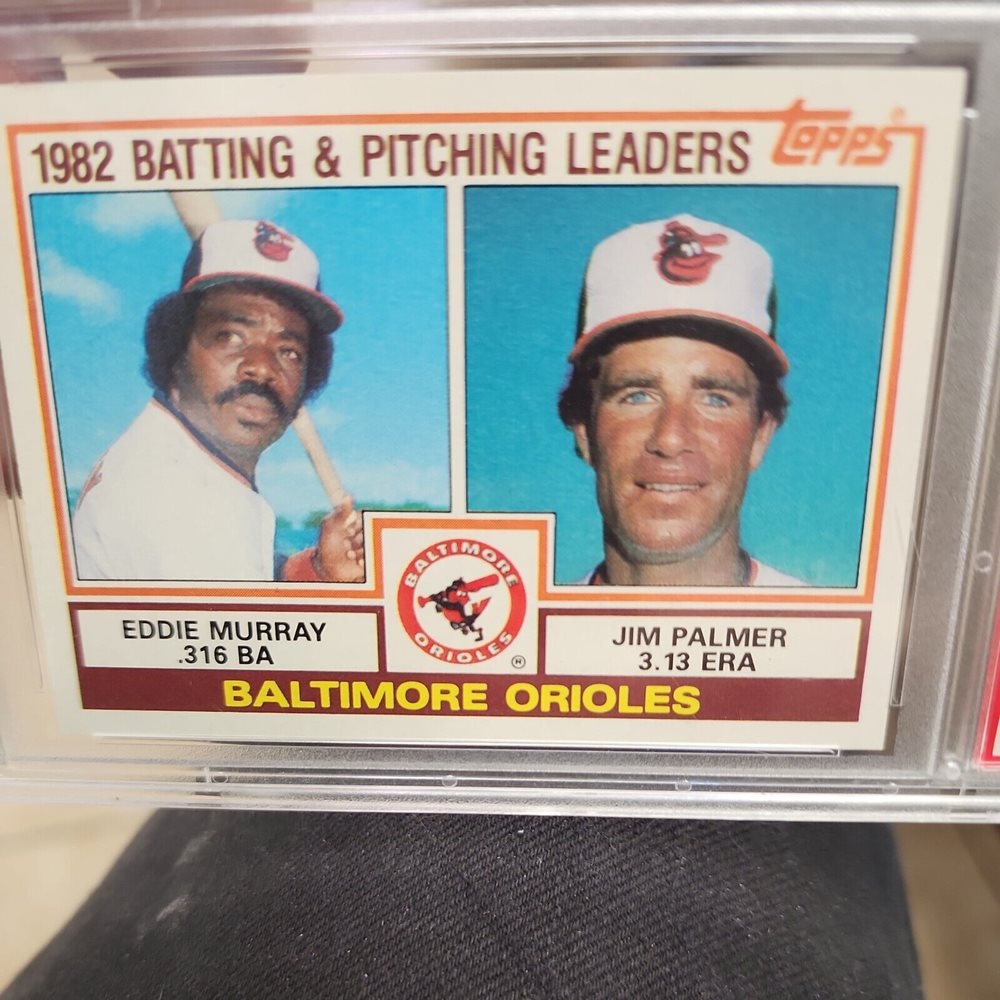 1982 BATTING & PITCHING LEADERS
topps®
BALTIMORE
ORIOLES
®
EDDIE MURRAY
.316 BA
JIM PALMER
3.13 ERA
BALTIMORE ORIOLES